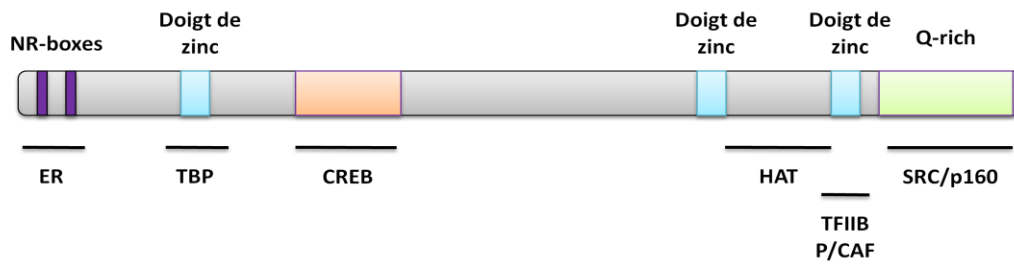 NR-boxes
Doigt de
zinc
Doigt de
zinc
Doigt de
zinc
Q-rich
ER
TBP
CREB
HAT
SRC/p160
TFIIB
P/CAF